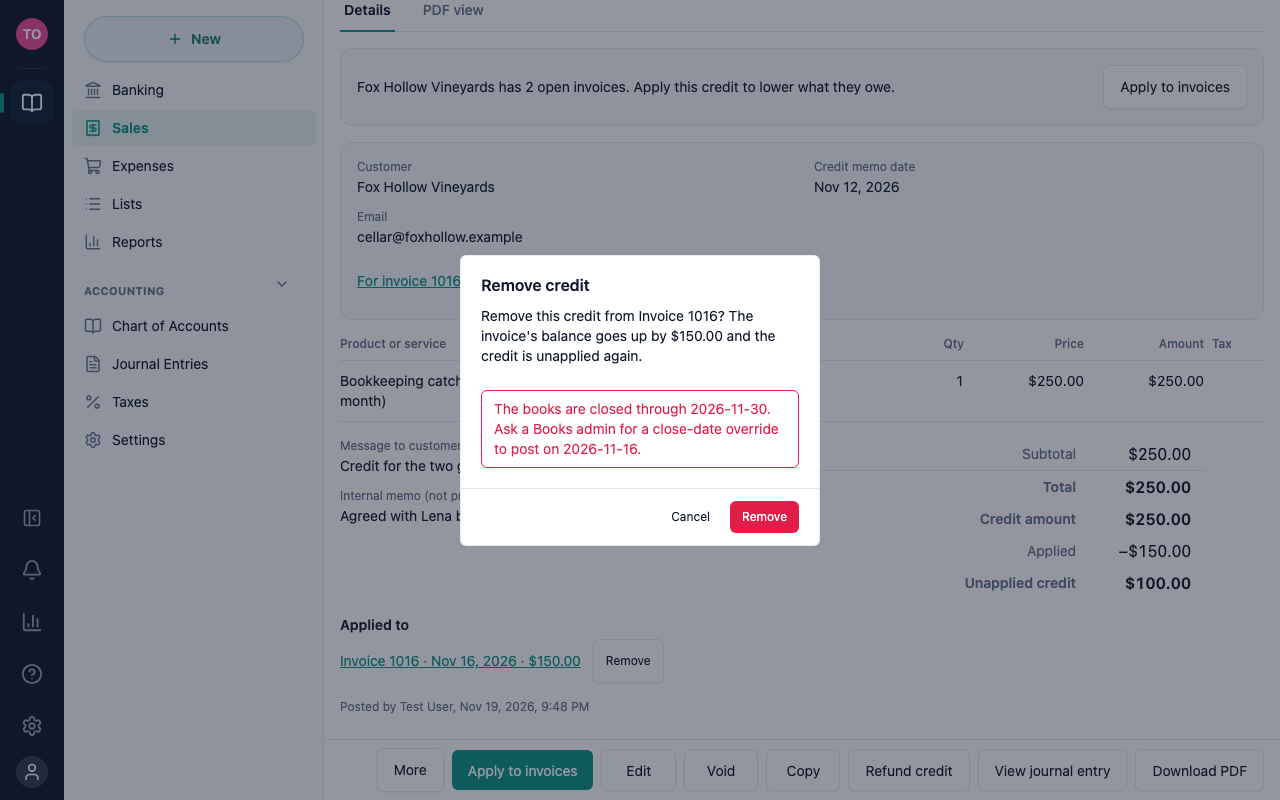 TO
New
Banking
Sales
Expenses
Lists
Reports
ACCOUNTING
Chart of Accounts
Journal Entries
Taxes
Settings
Details
PDF view
Fox Hollow Vineyards has 2 open invoices. Apply this credit to lower what they owe.
Apply to invoices
Customer
Fox Hollow Vineyards
Credit memo date
Nov 12, 2026
Email
cellar@foxhollow.example
For invoice 1016
Remove credit
Remove this credit from Invoice 1016? The
invoice's balance goes up by $150.00 and the
credit is unapplied again.
The books are closed through 2026-11-30.
Ask a Books admin for a close-date override
to post on 2026-11-16.
Cancel
Remove
Product or service
Qty
Price
Amount
Tax
Bookkeeping
month)
1
$250.00
$250.00
Message to customer
Credit for the two
Internal memo (not
Agreed with Lena
Subtotal
$250.00
Total
$250.00
Credit amount
$250.00
Applied
–$150.00
Unapplied credit
$100.00
Applied to
Invoice 1016 · Nov 16, 2026 · $150.00
Remove
Posted by Test User, Nov 19, 2026, 9:48 PM
More
Apply to invoices
Edit
Void
Copy
Refund credit
View journal entry
Download PDF